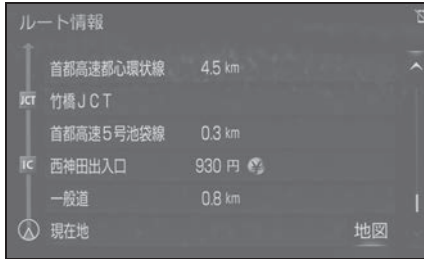 ルート情報
首都高速都心環状線 4.5 km
JCT 竹橋JCT
首都高速5号池袋線 0.3 km
IC 西神田出入口 930 円
一般道 0.8 km
現在地 地図